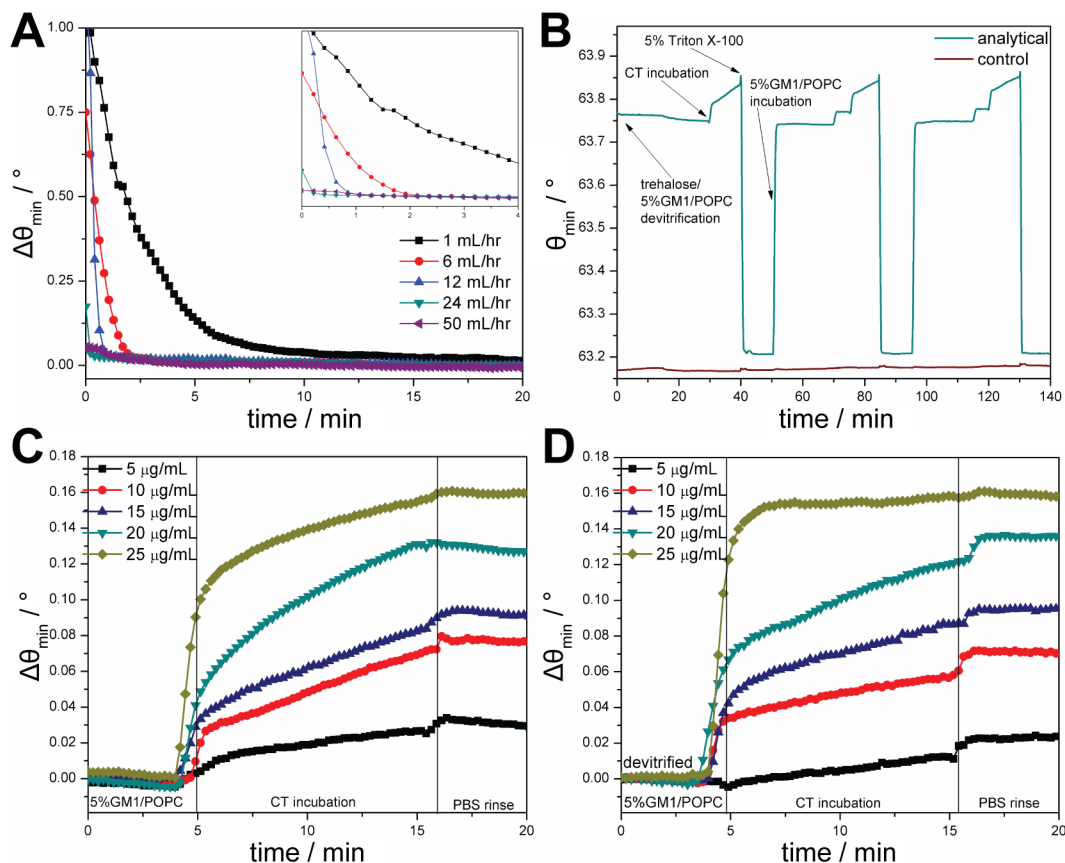 A
Δθmin / °
1.00
0.75
0.50
0.25
0.00
0
5
10
15
20
time / min
0
1
2
3
4
1 mL/hr
6 mL/hr
12 mL/hr
24 mL/hr
50 mL/hr
B
θmin / °
63.9
63.8
63.7
63.6
63.5
63.4
63.3
63.2
0
20
40
60
80
100
120
140
time / min
analytical
control
5% Triton X-100
CT incubation
5%GM1/POPC
incubation
trehalose/
5%GM1/POPC
devitrification
C
Δθmin / °
0.18
0.16
0.14
0.12
0.10
0.08
0.06
0.04
0.02
0.00
5 μg/mL
10 μg/mL
15 μg/mL
20 μg/mL
25 μg/mL
5%GM1/POPC
CT incubation
PBS rinse
0
5
10
15
20
time / min
D
Δθmin / °
0.18
0.16
0.14
0.12
0.10
0.08
0.06
0.04
0.02
0.00
5 μg/mL
10 μg/mL
15 μg/mL
20 μg/mL
25 μg/mL
devitrified
5%GM1/POPC
CT incubation
PBS rinse
0
5
10
15
20
time / min